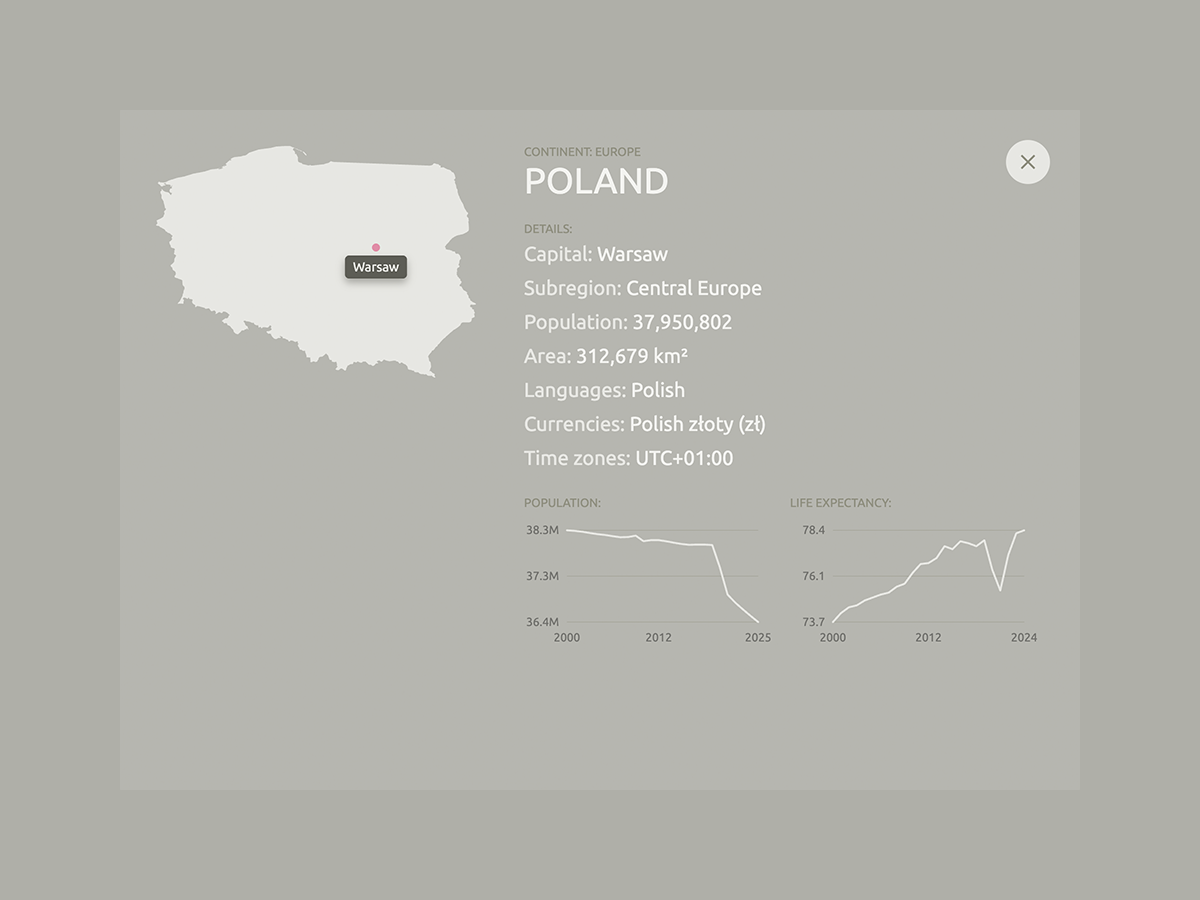 CONTINENT: EUROPE
POLAND
DETAILS:
Capital: Warsaw
Subregion: Central Europe
Population: 37,950,802
Area: 312,679 km²
Languages: Polish
Currencies: Polish złoty (zł)
Time zones: UTC+01:00
Warsaw
POPULATION:
38.3M
37.3M
36.4M
2000 2012 2025
LIFE EXPECTANCY:
78.4
76.1
73.7
2000 2012 2024